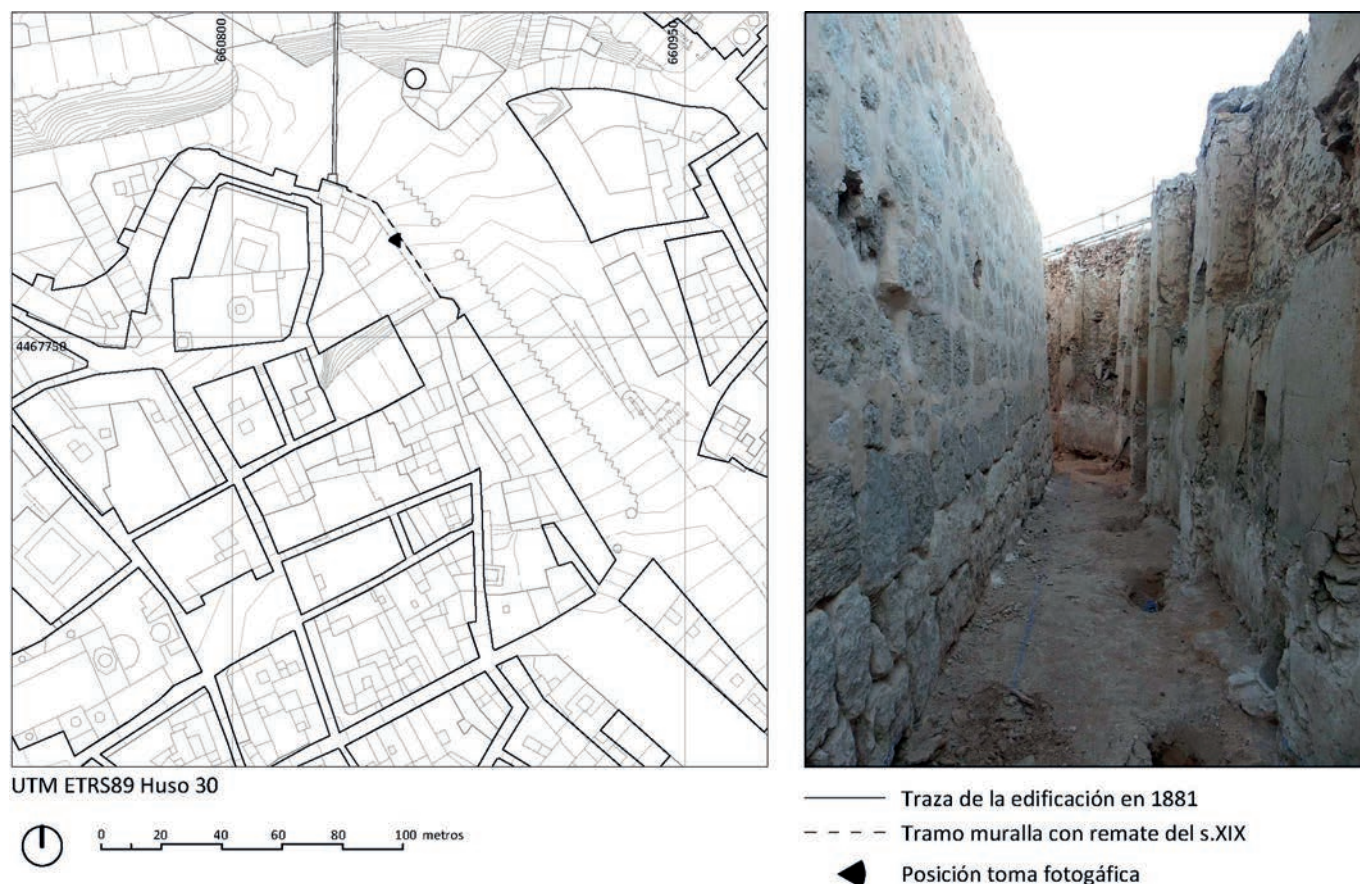 660800
660950
4467750
UTM ETRS89 Huso 30
0 20 40 60 80 100 metros
Traza de la edificación en 1881
Tramo muralla con remate del s.XIX
Posición toma fotogáfica